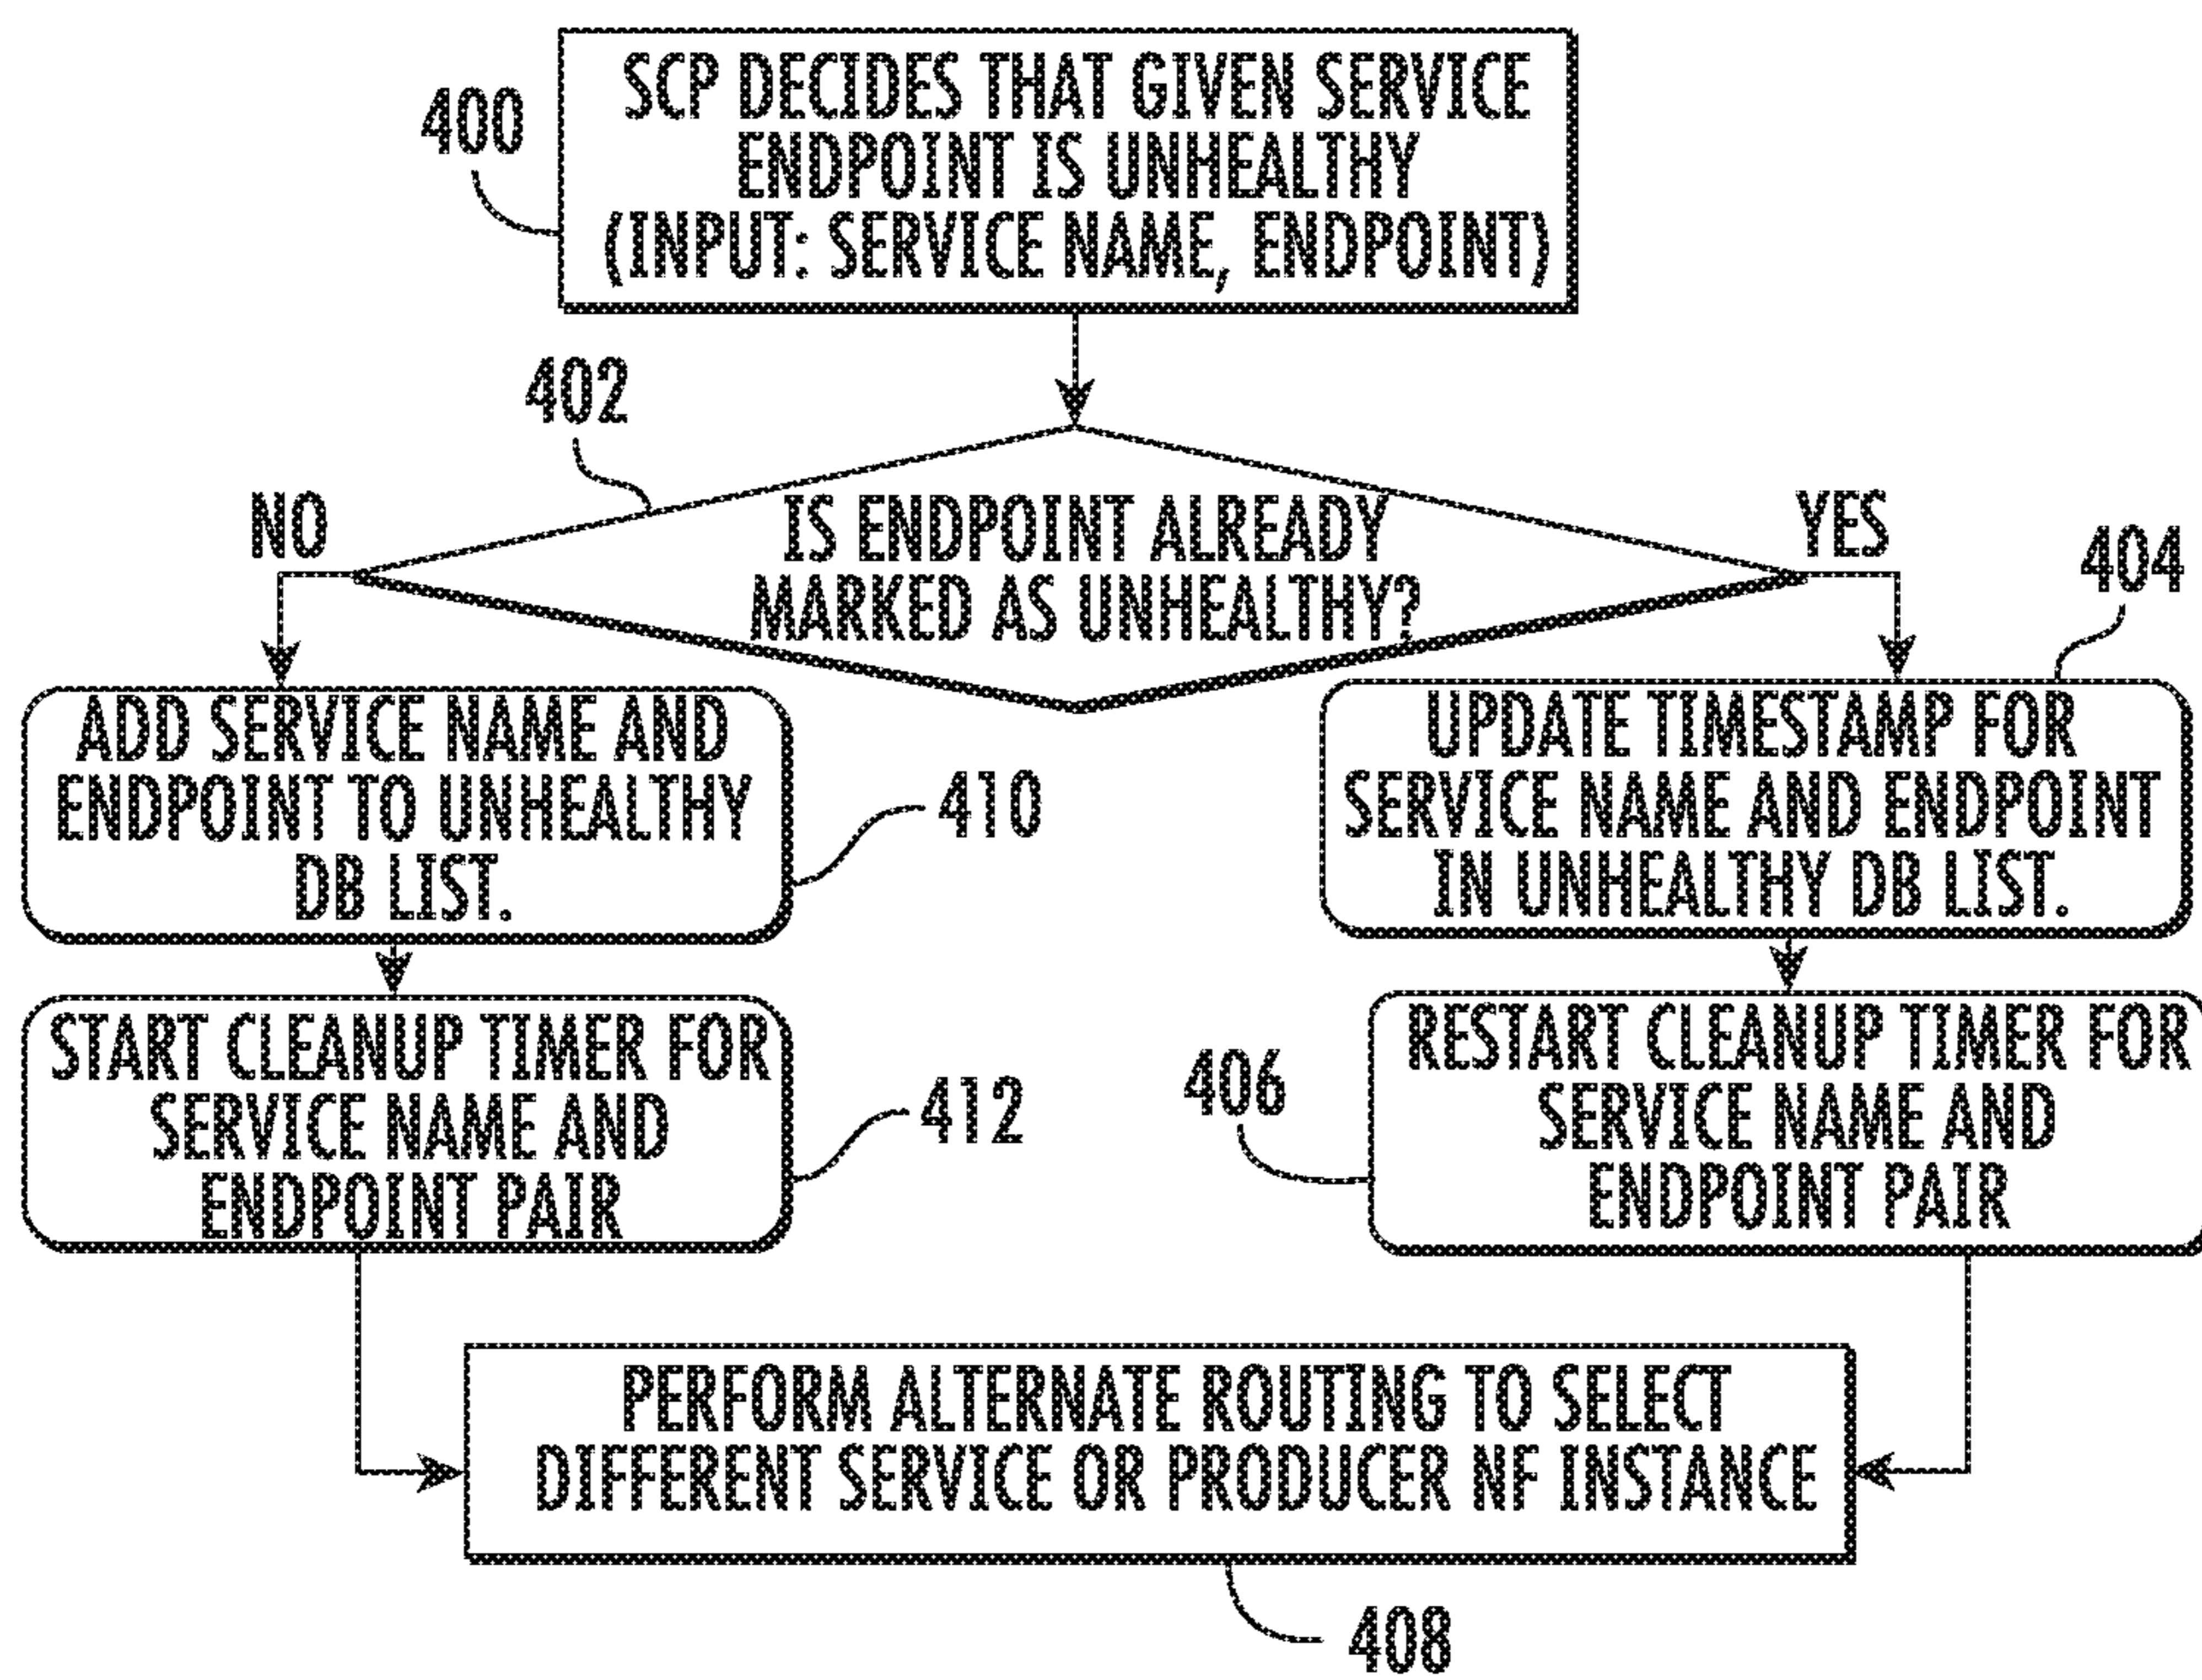 400
SCP DECIDES THAT GIVEN SERVICE
ENDPOINT IS UNHEALTHY
(INPUT: SERVICE NAME, ENDPOINT)
402
NO
IS ENDPOINT ALREADY
MARKED AS UNHEALTHY?
YES
404
ADD SERVICE NAME AND
ENDPOINT TO UNHEALTHY
DB LIST.
410
UPDATE TIMESTAMP FOR
SERVICE NAME AND ENDPOINT
IN UNHEALTHY DB LIST.
START CLEANUP TIMER FOR
SERVICE NAME AND
ENDPOINT PAIR
412
406
RESTART CLEANUP TIMER FOR
SERVICE NAME AND
ENDPOINT PAIR
PERFORM ALTERNATE ROUTING TO SELECT
DIFFERENT SERVICE OR PRODUCER NF INSTANCE
408